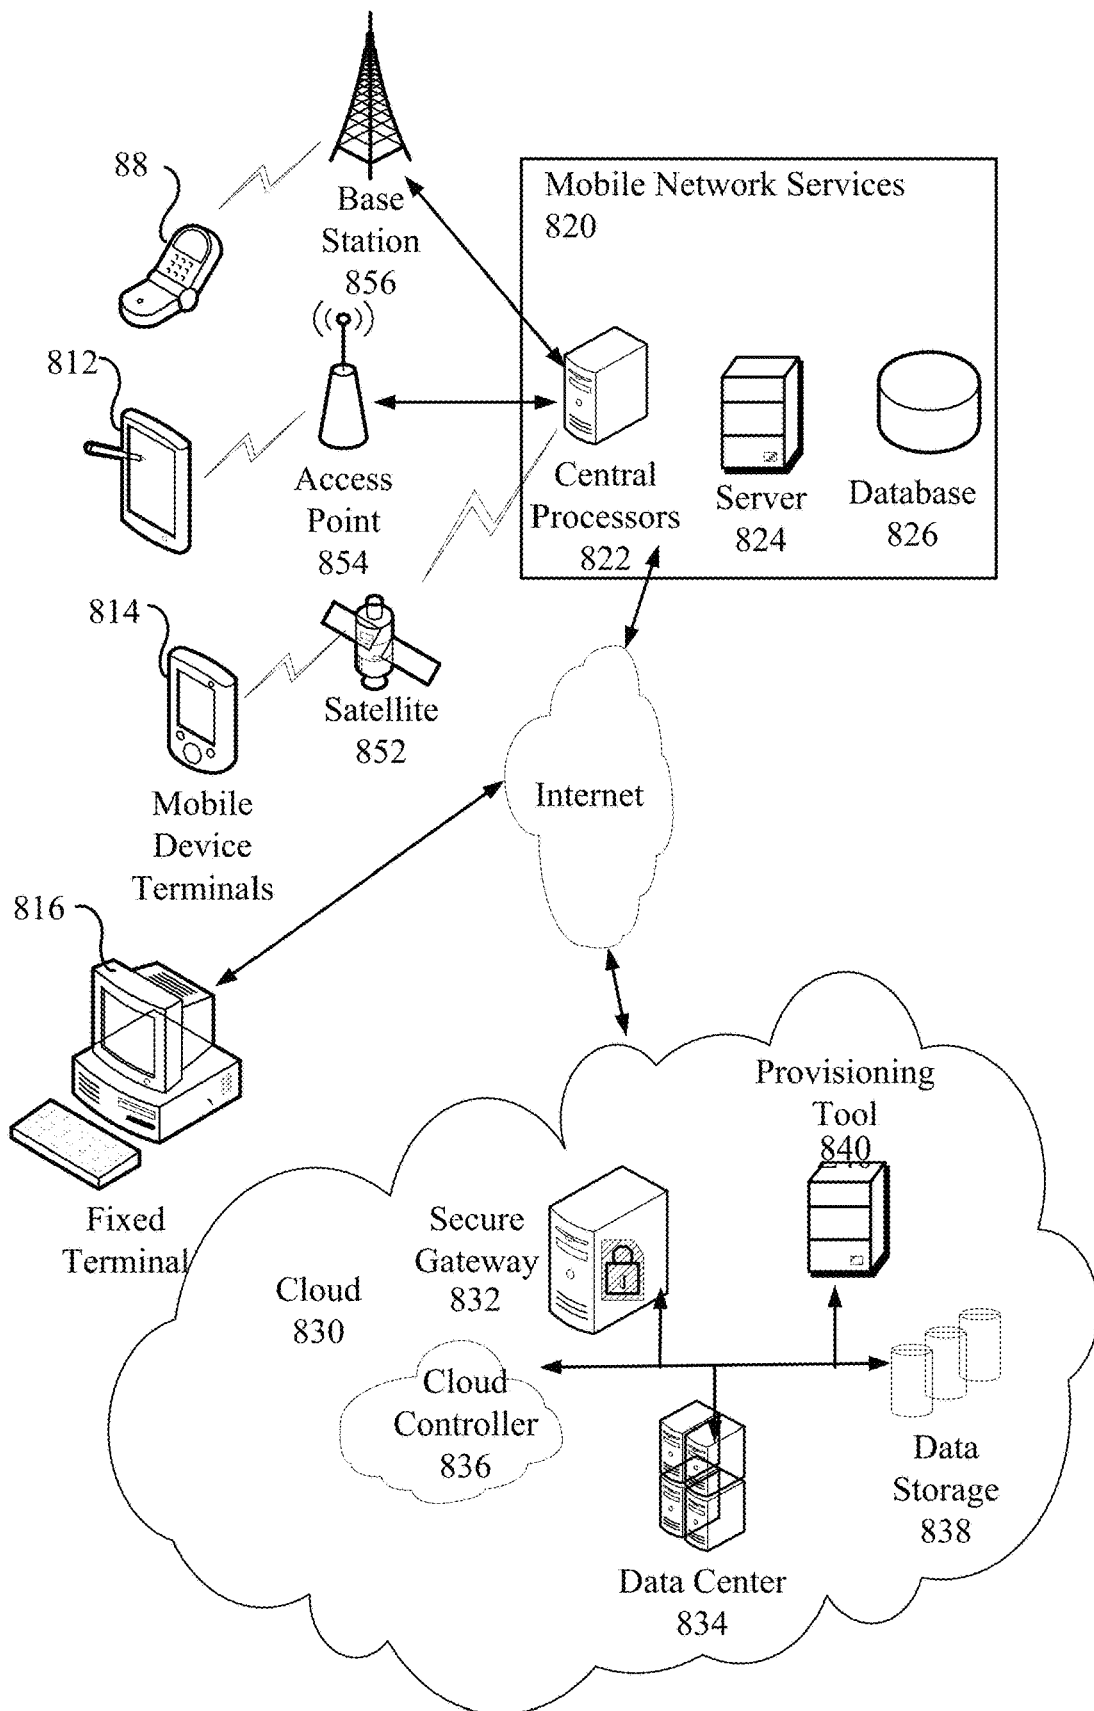 88
Base
Station
856
Mobile Network Services
820
812
Access
Point
854
Central
Processors
822
Server
824
Database
826
814
Satellite
852
Mobile
Device
Terminals
Internet
816
Fixed
Terminal
Provisioning
Tool
840
Secure
Gateway
832
Cloud
830
Cloud
Controller
836
Data
Storage
838
Data Center
834